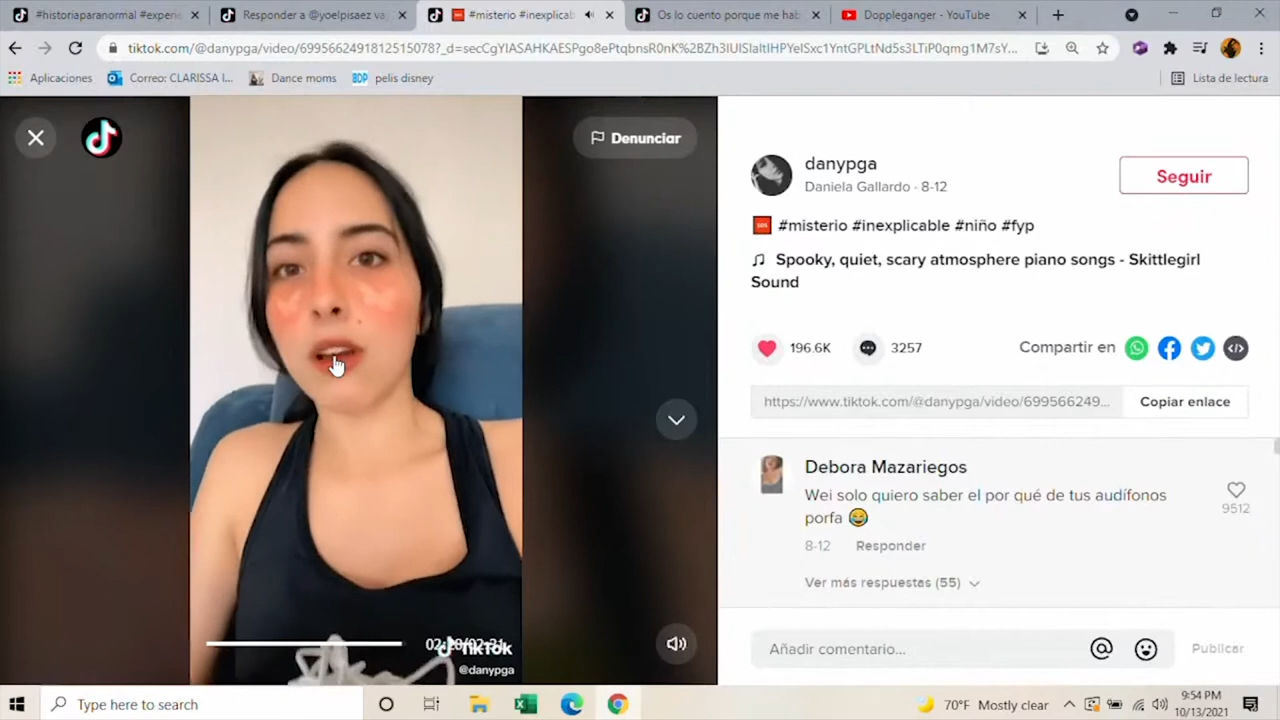 #historiaparanormal #experie
Responder a @yoelpisaez va
#misterio #inexplicab
Os lo cuento porque me hab
Doppleganger - YouTube
tiktok.com/@danypga/video/6995662491812515078?_d=secCgYIASAHKAESPgo8ePtqbnsR0nK%2BZh3IUISlaltIHPYelSxc1YntGPLtNd5s3LTiP0qmg1M7sY...
Aplicaciones
Correo: CLARISSA I...
Dance moms
BDP pelis disney
Lista de lectura
Denunciar
danypga
Daniela Gallardo · 8-12
Seguir
SOS #misterio #inexplicable #niño #fyp
Spooky, quiet, scary atmosphere piano songs - Skittlegirl
Sound
196.6K
3257
Compartir en
https://www.tiktok.com/@danypga/video/699566249...
Copiar enlace
Debora Mazariegos
Wei solo quiero saber el por qué de tus audífonos
porfa 😂
9512
8-12 Responder
Ver más respuestas (55)
TikTok
@danypga
Añadir comentario...
Publicar
Type here to search
70°F Mostly clear
9:54 PM
10/13/2021